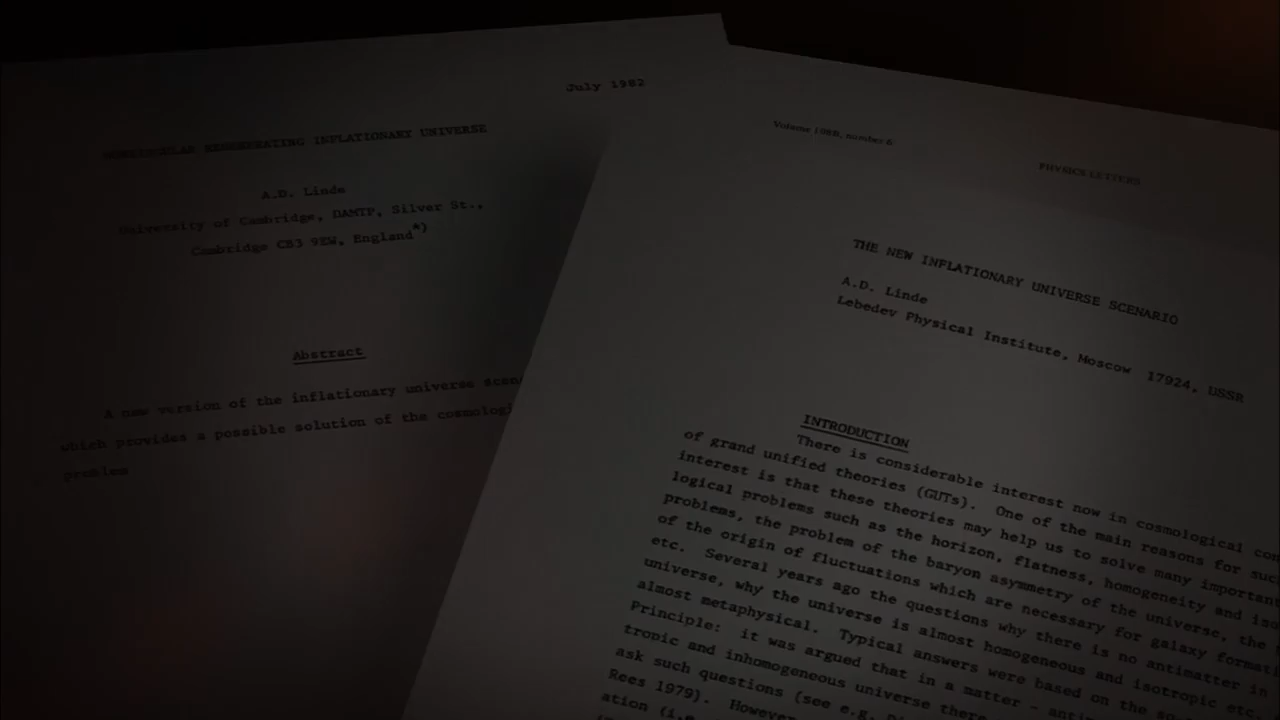 July 1982
NONSINGULAR REGENERATING INFLATIONARY UNIVERSE
A.D. Linde
University of Cambridge, DAMTP, Silver St.,
Cambridge CB3 9EW, England*)
Abstract
A new version of the inflationary universe
which provides a possible solution of the
problem
Volume 108B, number 6
PHYSICS LETTERS
THE NEW INFLATIONARY UNIVERSE SCENARIO
A.D. Linde
Lebedev Physical Institute, Moscow 17924, USSR
INTRODUCTION
There is considerable interest now in cosmological
of grand unified theories (GUTs). One of the main reasons for such
interest is that these theories may help us to solve many important
logical problems such as the horizon, flatness, homogeneity and
problems, the problem of the baryon asymmetry of the universe, the
of the origin of fluctuations which are necessary for galaxy
etc. Several years ago the questions why there is no antimatter in
universe, why the universe is almost homogeneous and isotropic etc.
almost metaphysical. Typical answers were based on the
Principle: it was argued that in a matter -
tropic and inhomogeneous universe there
ask such questions (see e.g.
Rees 1979). However
ation (i.e.